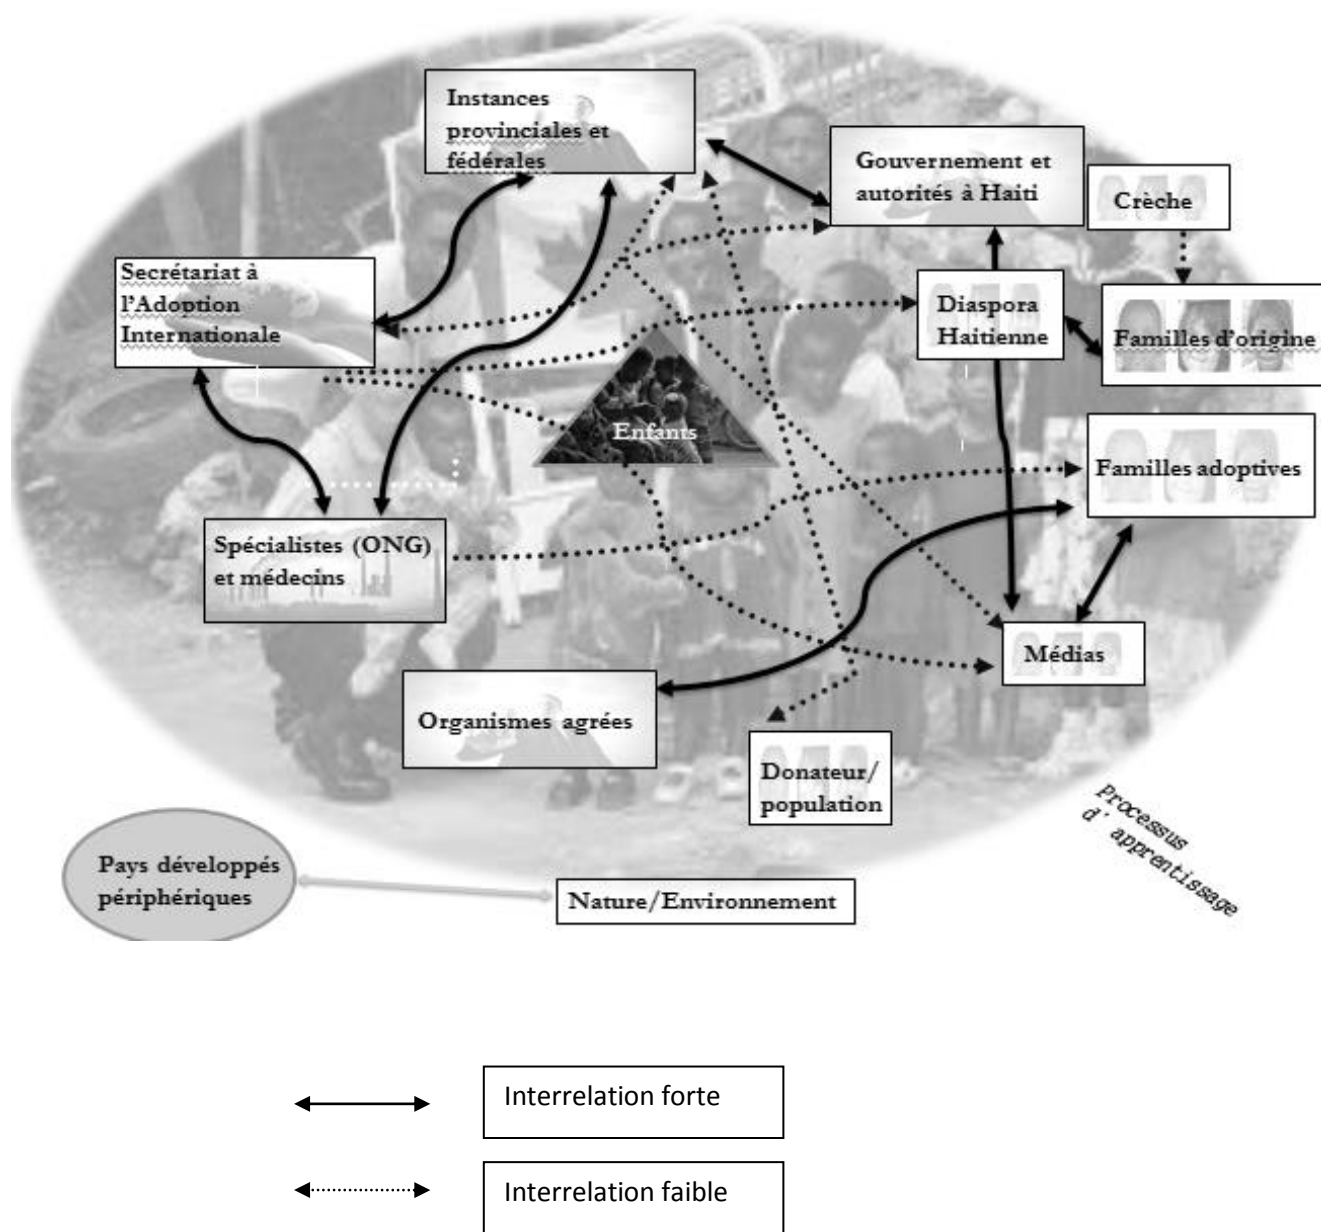 Instances
provinciales et
fédérales
Gouvernement et
autorités à Haiti
Crèche
Secrétariat à
l'Adoption
Internationale
Diaspora
Haitienne
Familles d'origine
Enfants
Familles adoptives
Spécialistes (ONG)
et médecins
Médias
Organismes agrées
Donateur/
population
Processus
d' apprentissage
Pays développés
périphériques
Nature/Environnement
Interrelation forte
Interrelation faible